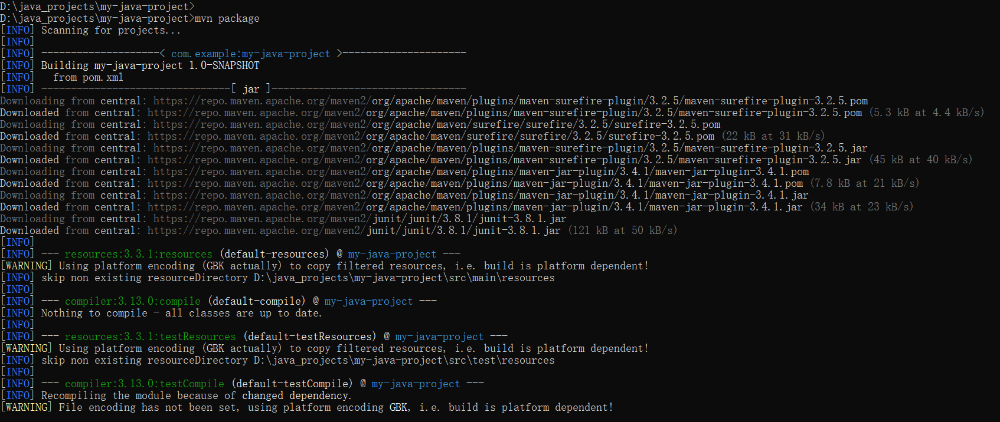 D:\java_projects\my-java-project>
D:\java_projects\my-java-project>mvn package
[INFO] Scanning for projects...
[INFO]
[INFO] --------------------< com.example:my-java-project >---------------------
[INFO] Building my-java-project 1.0-SNAPSHOT
[INFO]   from pom.xml
[INFO] --------------------------------[ jar ]---------------------------------
Downloading from central: https://repo.maven.apache.org/maven2/org/apache/maven/plugins/maven-surefire-plugin/3.2.5/maven-surefire-plugin-3.2.5.pom
Downloaded from central: https://repo.maven.apache.org/maven2/org/apache/maven/plugins/maven-surefire-plugin/3.2.5/maven-surefire-plugin-3.2.5.pom (5.3 kB at 4.4 kB/s)
Downloading from central: https://repo.maven.apache.org/maven2/org/apache/maven/surefire/surefire/3.2.5/surefire-3.2.5.pom
Downloaded from central: https://repo.maven.apache.org/maven2/org/apache/maven/surefire/surefire/3.2.5/surefire-3.2.5.pom (22 kB at 31 kB/s)
Downloading from central: https://repo.maven.apache.org/maven2/org/apache/maven/plugins/maven-surefire-plugin/3.2.5/maven-surefire-plugin-3.2.5.jar
Downloaded from central: https://repo.maven.apache.org/maven2/org/apache/maven/plugins/maven-surefire-plugin/3.2.5/maven-surefire-plugin-3.2.5.jar (45 kB at 40 kB/s)
Downloading from central: https://repo.maven.apache.org/maven2/org/apache/maven/plugins/maven-jar-plugin/3.4.1/maven-jar-plugin-3.4.1.pom
Downloaded from central: https://repo.maven.apache.org/maven2/org/apache/maven/plugins/maven-jar-plugin/3.4.1/maven-jar-plugin-3.4.1.pom (7.8 kB at 21 kB/s)
Downloading from central: https://repo.maven.apache.org/maven2/org/apache/maven/plugins/maven-jar-plugin/3.4.1/maven-jar-plugin-3.4.1.jar
Downloaded from central: https://repo.maven.apache.org/maven2/org/apache/maven/plugins/maven-jar-plugin/3.4.1/maven-jar-plugin-3.4.1.jar (34 kB at 23 kB/s)
Downloading from central: https://repo.maven.apache.org/maven2/junit/junit/3.8.1/junit-3.8.1.jar
Downloaded from central: https://repo.maven.apache.org/maven2/junit/junit/3.8.1/junit-3.8.1.jar (121 kB at 50 kB/s)
[INFO]
[INFO] --- resources:3.3.1:resources (default-resources) @ my-java-project ---
[WARNING] Using platform encoding (GBK actually) to copy filtered resources, i.e. build is platform dependent!
[INFO] skip non existing resourceDirectory D:\java_projects\my-java-project\src\main\resources
[INFO]
[INFO] --- compiler:3.13.0:compile (default-compile) @ my-java-project ---
[INFO] Nothing to compile - all classes are up to date.
[INFO]
[INFO] --- resources:3.3.1:testResources (default-testResources) @ my-java-project ---
[WARNING] Using platform encoding (GBK actually) to copy filtered resources, i.e. build is platform dependent!
[INFO] skip non existing resourceDirectory D:\java_projects\my-java-project\src\test\resources
[INFO]
[INFO] --- compiler:3.13.0:testCompile (default-testCompile) @ my-java-project ---
[INFO] Recompiling the module because of changed dependency.
[WARNING] File encoding has not been set, using platform encoding GBK, i.e. build is platform dependent!